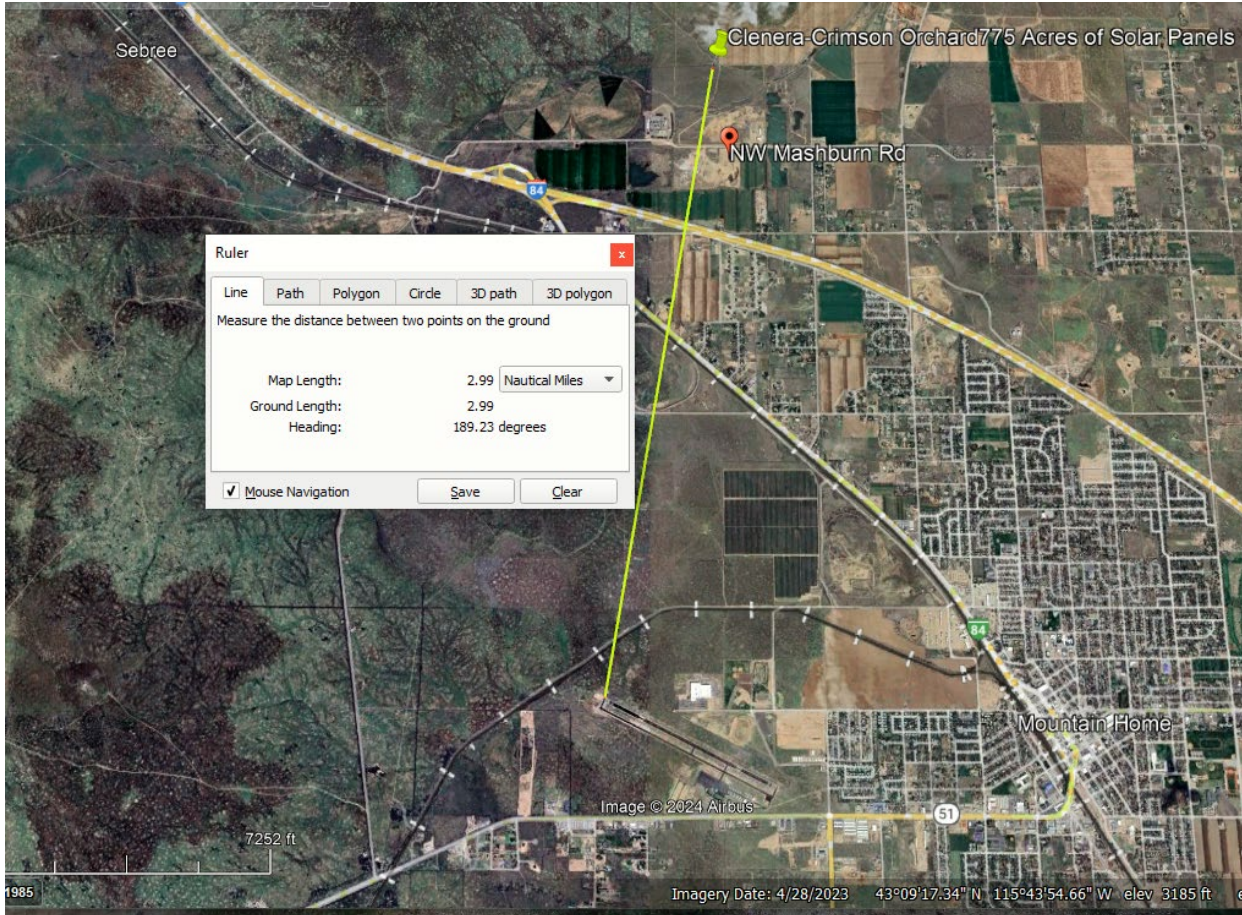 Sebree
Clenera-Crimson Orchard775 Acres of Solar Panels
NW Mashburn Rd
84
Ruler
x
Line
Path
Polygon
Circle
3D path
3D polygon
Measure the distance between two points on the ground
Map Length: 2.99 Nautical Miles
Ground Length: 2.99
Heading: 189.23 degrees
Mouse Navigation
Save
Clear
84
Mountain Home
Image © 2024 Airbus
51
7252 ft
1985
Imagery Date: 4/28/2023 43°09'17.34" N 115°43'54.66" W elev 3185 ft e